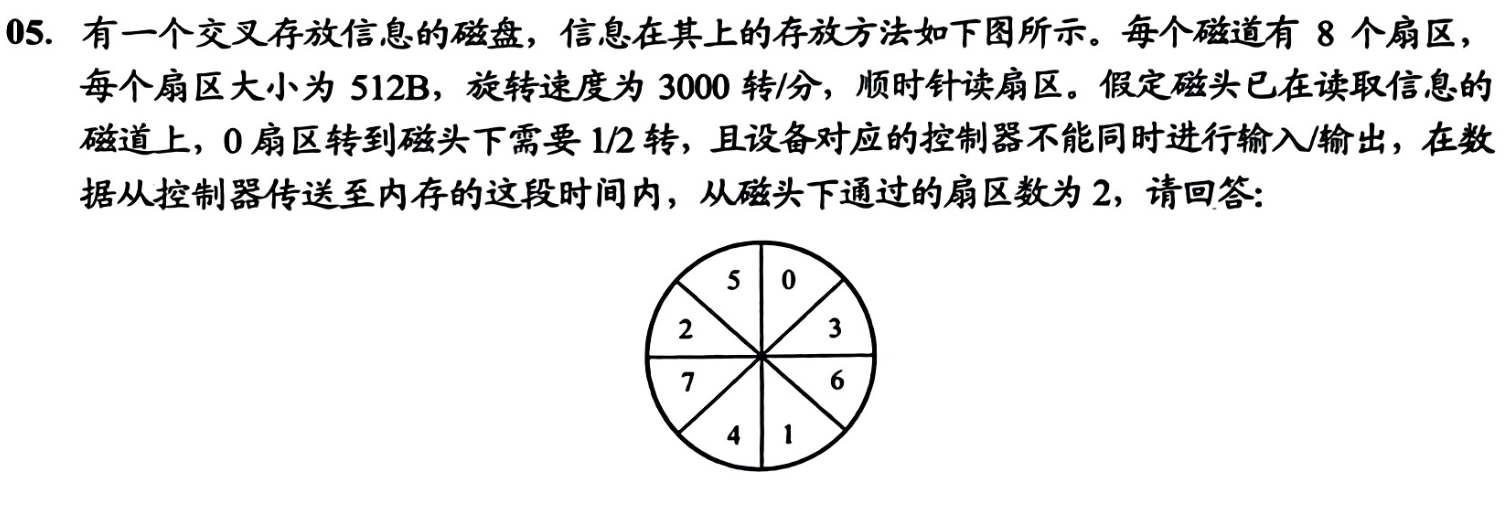 05. 有一个交叉存放信息的磁盘，信息在其上的存放方法如下图所示。每个磁道有 8 个扇区，
每个扇区大小为 512B，旋转速度为 3000 转/分，顺时针读扇区。假定磁头已在读取信息的
磁道上，0 扇区转到磁头下需要 1/2 转，且设备对应的控制器不能同时进行输入/输出，在数
据从控制器传送至内存的这段时间内，从磁头下通过的扇区数为 2，请回答：
5 0
2 3
7 6
4 1